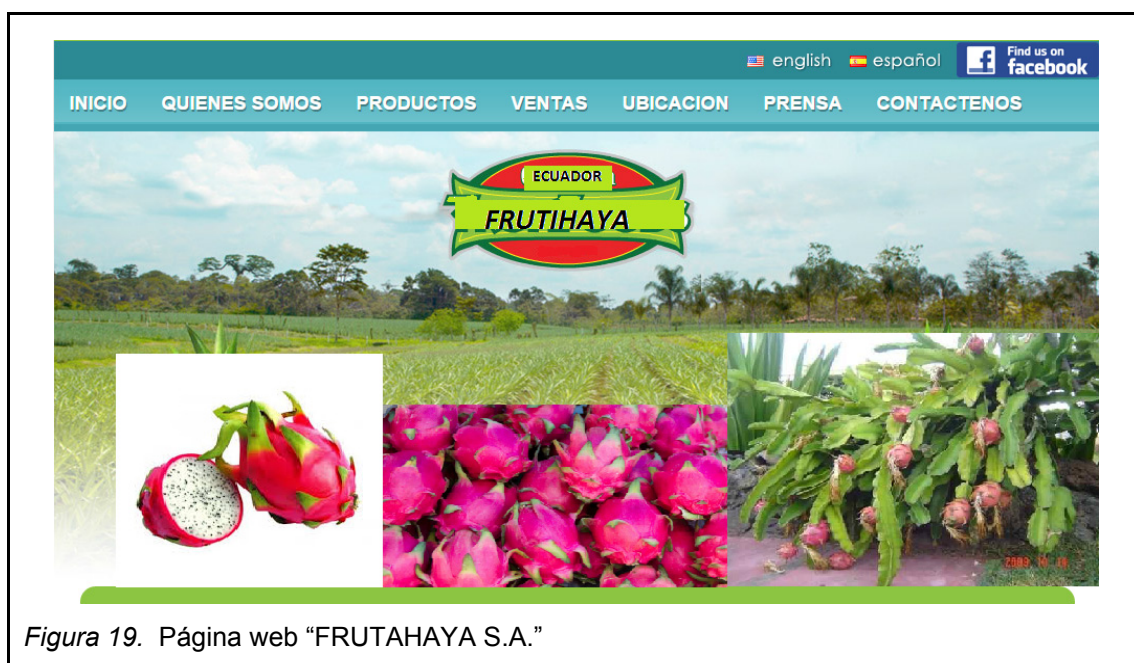 english español Find us on facebook
INICIO QUIENES SOMOS PRODUCTOS VENTAS UBICACION PRENSA CONTACTENOS
ECUADOR
FRUTIHAYA
Figura 19. Página web “FRUTAHAYA S.A.”